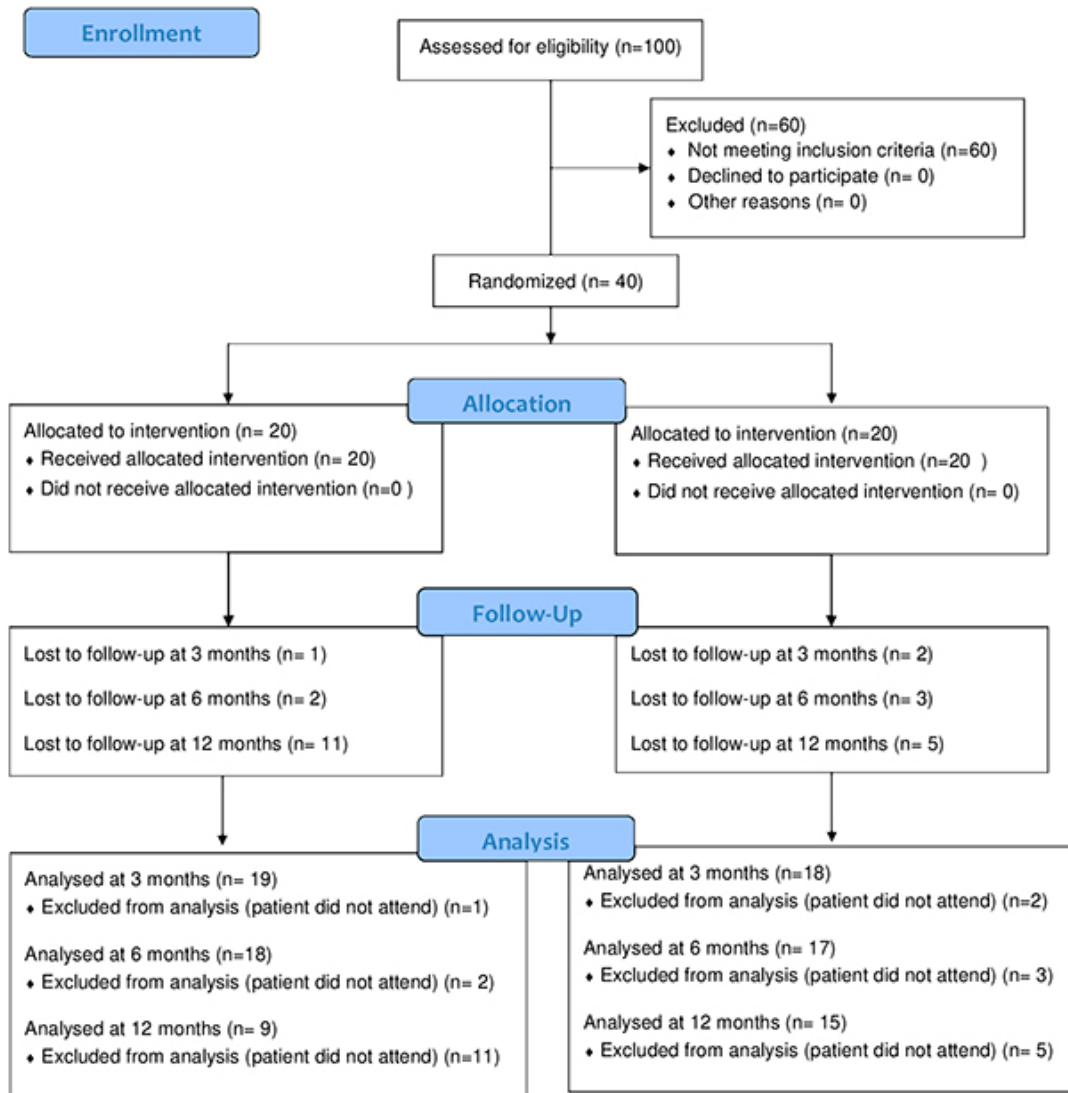 Enrollment
Assessed for eligibility (n=100)
Excluded (n=60)
♦ Not meeting inclusion criteria (n=60)
♦ Declined to participate (n= 0)
♦ Other reasons (n= 0)
Randomized (n= 40)
Allocation
Allocated to intervention (n= 20)
♦ Received allocated intervention (n= 20)
♦ Did not receive allocated intervention (n=0 )
Allocated to intervention (n=20)
♦ Received allocated intervention (n=20  )
♦ Did not receive allocated intervention (n= 0)
Follow-Up
Lost to follow-up at 3 months (n= 1)
Lost to follow-up at 6 months (n= 2)
Lost to follow-up at 12 months (n= 11)
Lost to follow-up at 3 months (n= 2)
Lost to follow-up at 6 months (n= 3)
Lost to follow-up at 12 months (n= 5)
Analysis
Analysed at 3 months (n= 19)
♦ Excluded from analysis (patient did not attend) (n=1)
Analysed at 6 months (n=18)
♦ Excluded from analysis (patient did not attend) (n= 2)
Analysed at 12 months (n= 9)
♦ Excluded from analysis (patient did not attend) (n=11)
Analysed at 3 months (n=18)
♦ Excluded from analysis (patient did not attend) (n=2)
Analysed at 6 months (n= 17)
♦ Excluded from analysis (patient did not attend) (n= 3)
Analysed at 12 months (n= 15)
♦ Excluded from analysis (patient did not attend) (n= 5)